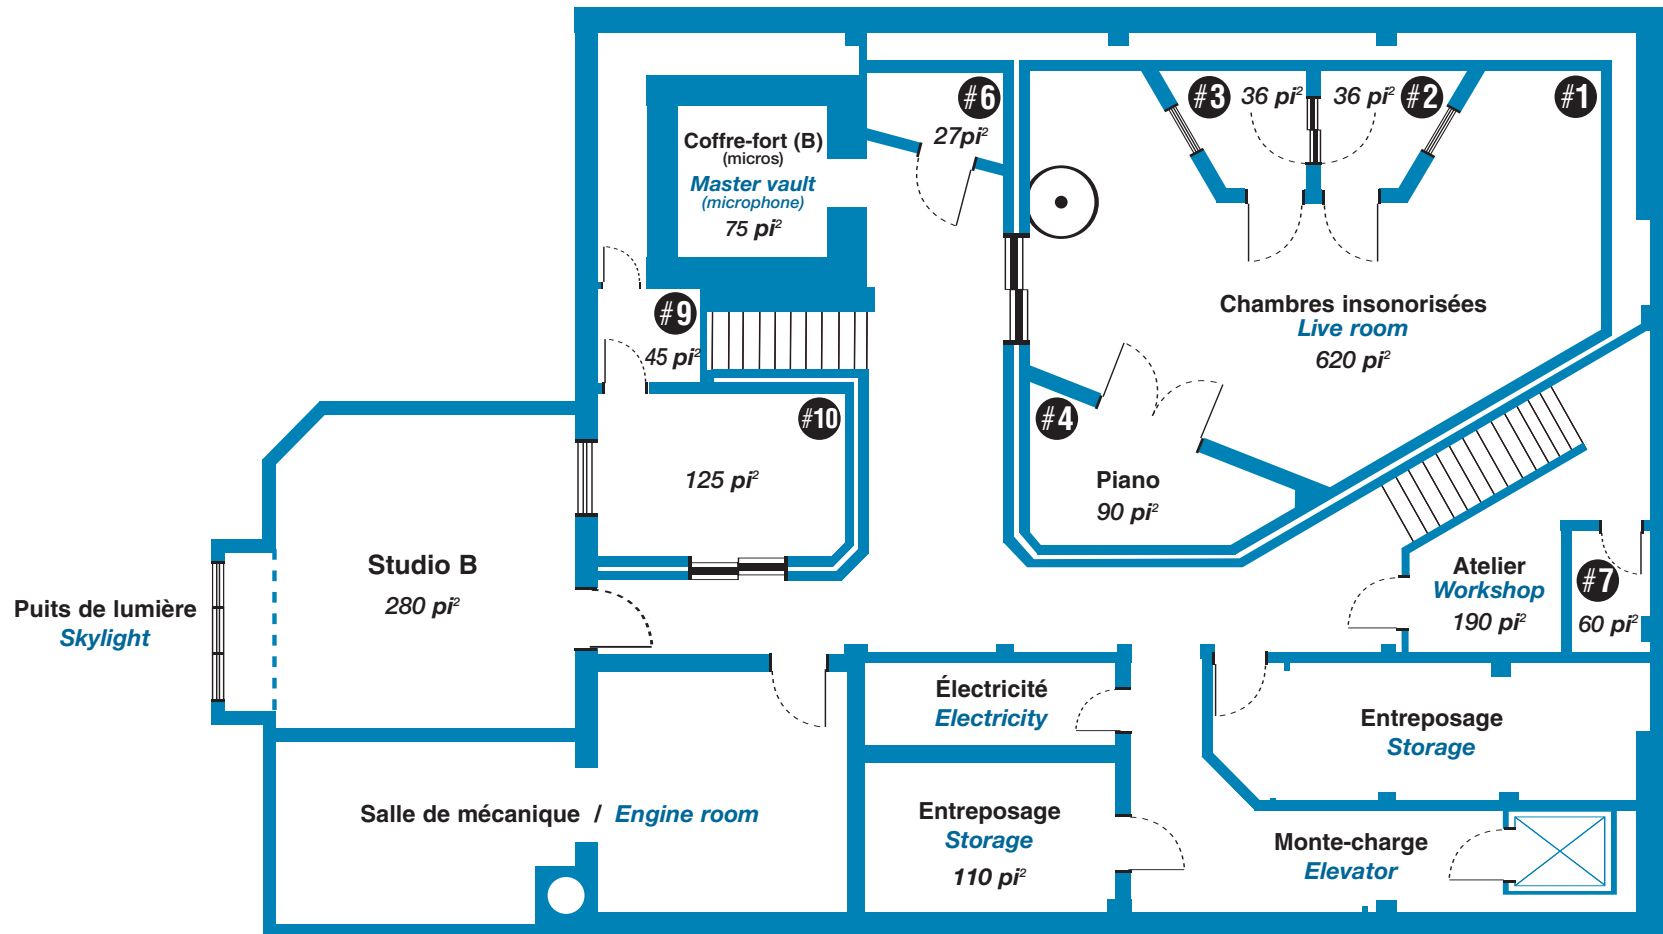 #6
27pi²
#3
36 pi²
36 pi²
#2
#1
Coffre-fort (B)
(micros)
Master vault
(microphone)
75 pi²
Chambres insonorisées
Live room
620 pi²
#9
45 pi²
#10
125 pi²
#4
Piano
90 pi²
Studio B
280 pi²
Puits de lumière
Skylight
Atelier
Workshop
190 pi²
#7
60 pi²
Électricité
Electricity
Entreposage
Storage
Salle de mécanique / Engine room
Entreposage
Storage
110 pi²
Monte-charge
Elevator